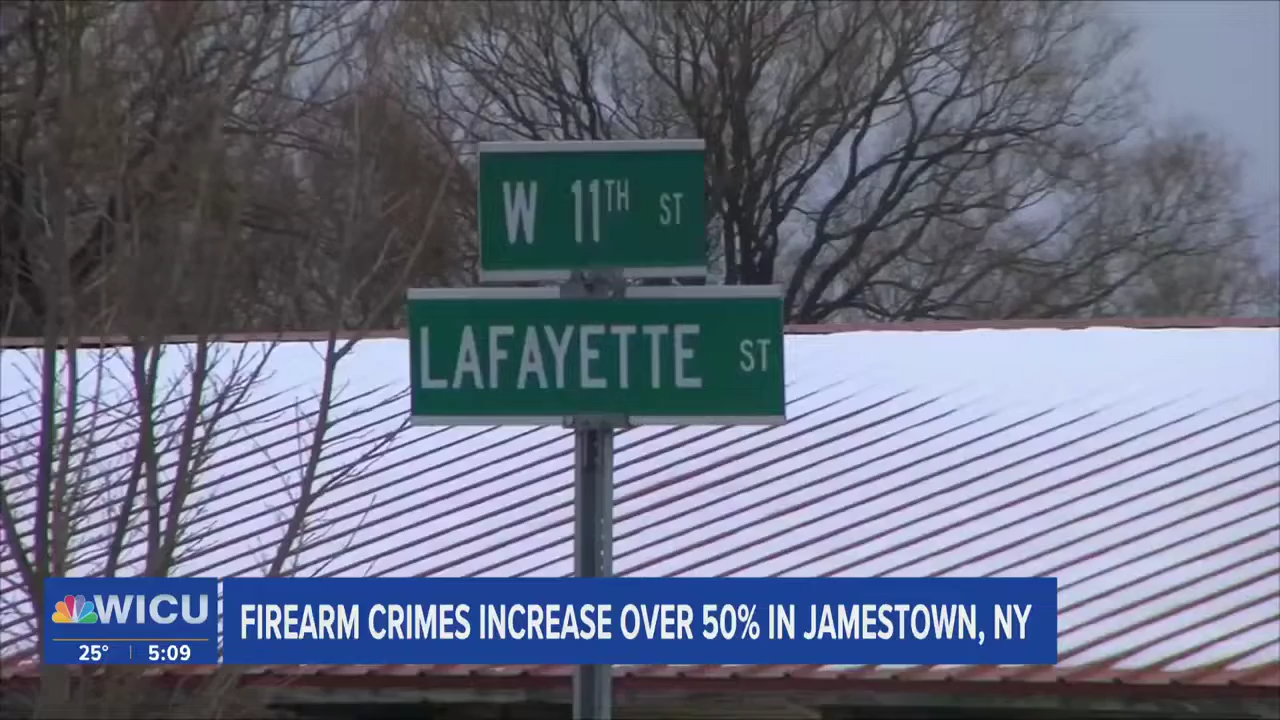 W 11TH ST
LAFAYETTE ST
WICU
25° 5:09
FIREARM CRIMES INCREASE OVER 50% IN JAMESTOWN, NY